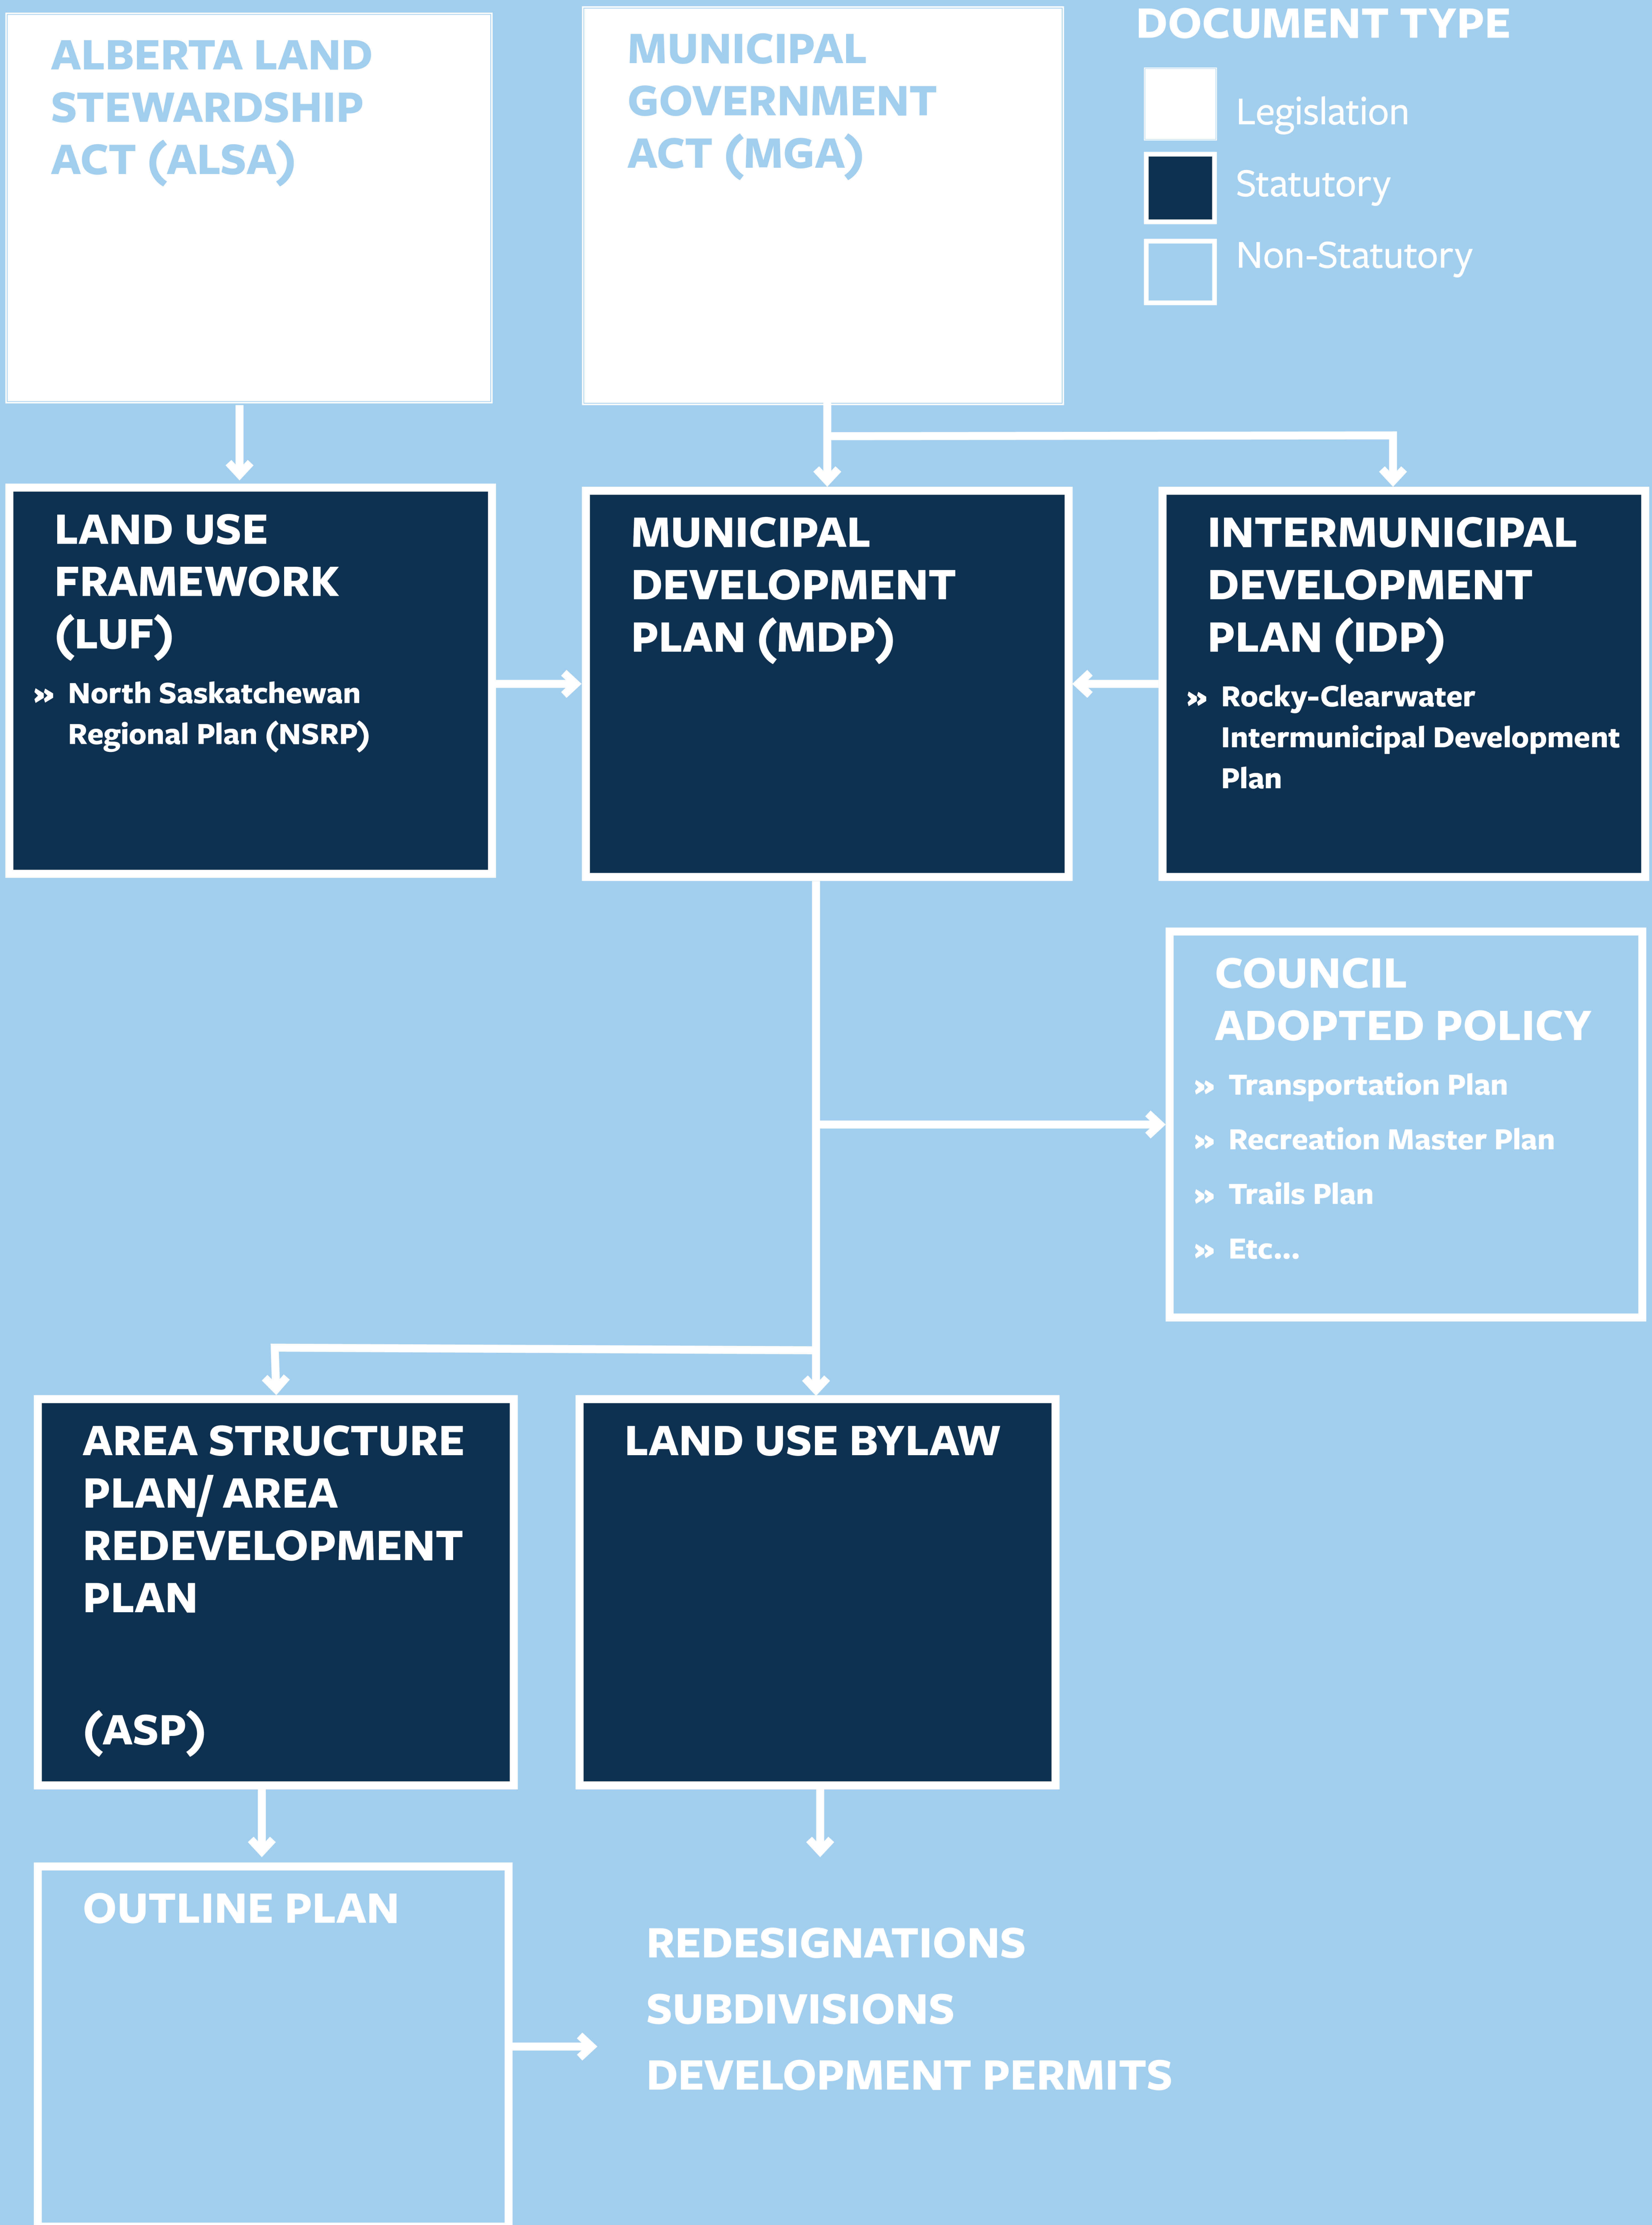 ALBERTA LAND
STEWARDSHIP
ACT (ALSA)
MUNICIPAL
GOVERNMENT
ACT (MGA)
DOCUMENT TYPE
Legislation
Statutory
Non-Statutory
LAND USE
FRAMEWORK
(LUF)
» North Saskatchewan
Regional Plan (NSRP)
MUNICIPAL
DEVELOPMENT
PLAN (MDP)
INTERMUNICIPAL
DEVELOPMENT
PLAN (IDP)
» Rocky-Clearwater
Intermunicipal Development
Plan
COUNCIL
ADOPTED POLICY
» Transportation Plan
» Recreation Master Plan
» Trails Plan
» Etc...
AREA STRUCTURE
PLAN/ AREA
REDEVELOPMENT
PLAN
(ASP)
LAND USE BYLAW
OUTLINE PLAN
REDESIGNATIONS
SUBDIVISIONS
DEVELOPMENT PERMITS